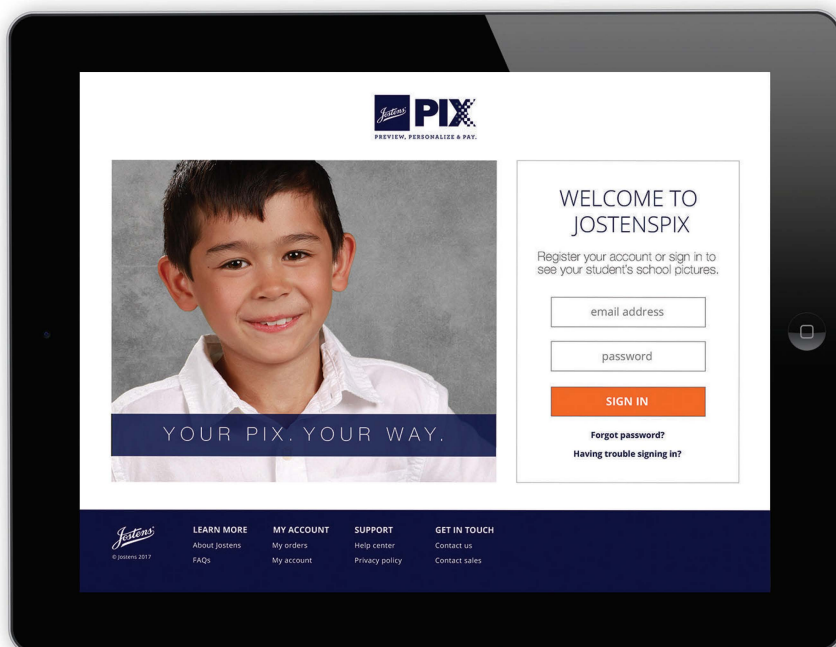 Jostens PIX
PREVIEW, PERSONALIZE & PAY.
YOUR PIX. YOUR WAY.
WELCOME TO
JOSTENSPIX
Register your account or sign in to
see your student's school pictures.
email address
password
SIGN IN
Forgot password?
Having trouble signing in?
Jostens
© Jostens 2017
LEARN MORE
About Jostens
FAQs
MY ACCOUNT
My orders
My account
SUPPORT
Help center
Privacy policy
GET IN TOUCH
Contact us
Contact sales